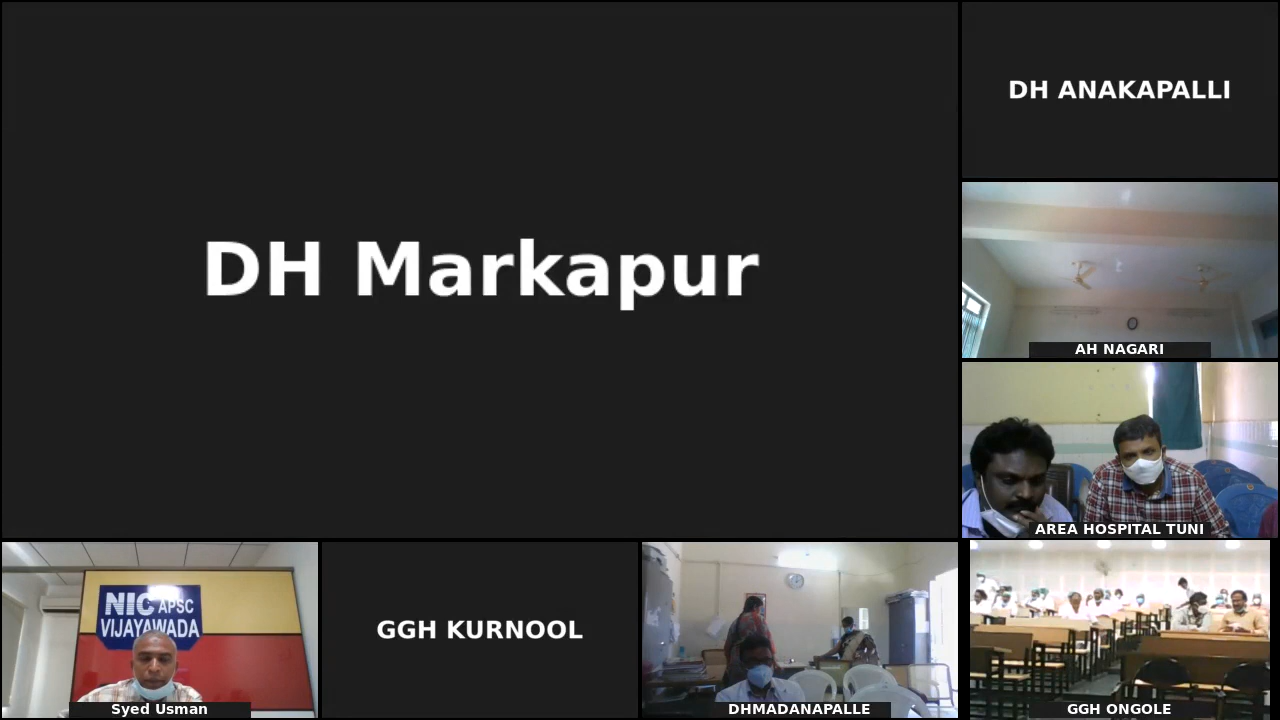 DH Markapur
DH ANAKAPALLI
AH NAGARI
AREA HOSPITAL TUNI
NIC APSC
VIJAYAWADA
Syed Usman
GGH KURNOOL
DHMADANAPALLE
GGH ONGOLE